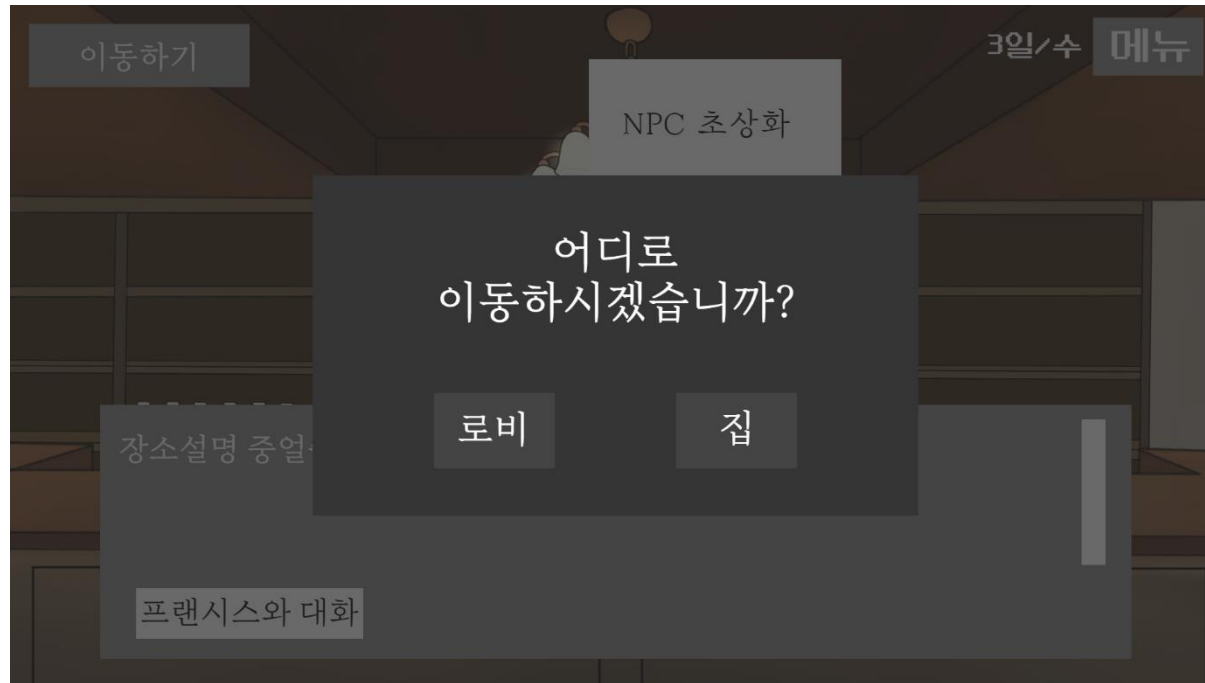 이동하기
3일/수
메뉴
NPC 초상화
어디로
이동하시겠습니까?
로비
집
장소설명 중얼
프랜시스와 대화